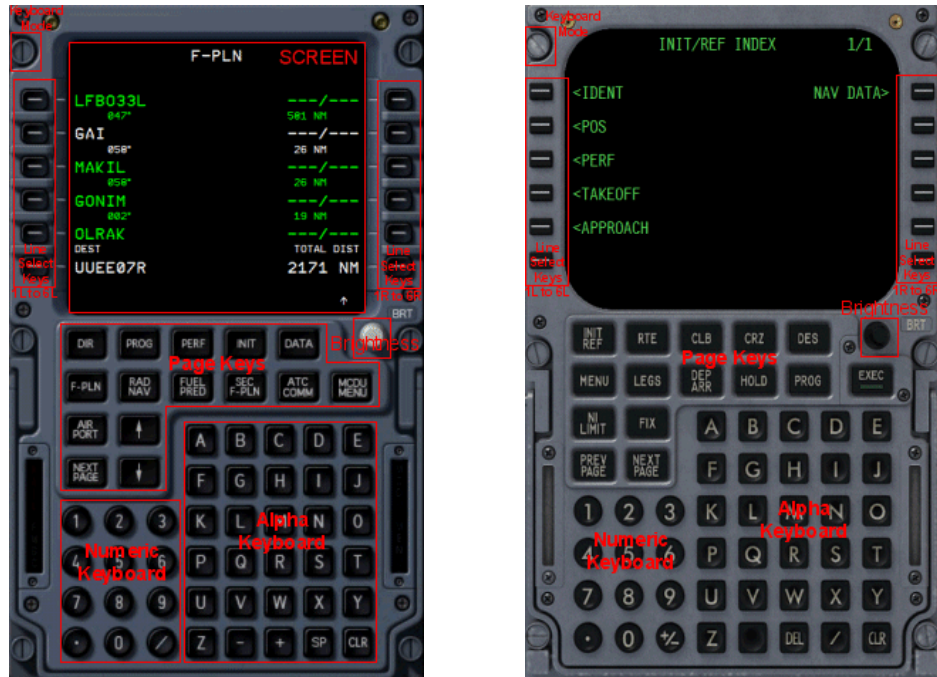 Keyboard
Mode
F-PLN SCREEN
LFBO33L ---/---
047° 501 NM
GAI ---/---
058° 26 NM
MAKIL ---/---
058° 26 NM
GONIM ---/---
002° 19 NM
OLRAK ---/---
DEST TOTAL DIST
UUEE07R 2171 NM
↑
Line
Select
Keys
1L to 6L
Line
Select
Keys
1R to 6R
BRT
Brightness
DIR PROG PERF INIT DATA
Page Keys
F-PLN RAD NAV FUEL PRED SEC F-PLN ATC COMM MCDU MENU
AIR PORT ↑
NEXT PAGE ↓
A B C D E
F G H I J
K L M N O
P Q R S T
U V W X Y
Z - + SP CLR
Alpha
Keyboard
1 2 3
4 5 6
7 8 9
. 0 /
Numeric
Keyboard
Keyboard
Mode
INIT/REF INDEX 1/1
<IDENT NAV DATA>
<POS
<PERF
<TAKEOFF
<APPROACH
Line
Select
Keys
1L to 6L
Line
Select
Keys
1R to 6R
Brightness
BRT
INIT REF RTE CLB CRZ DES
Page Keys
MENU LEGS DEP ARR HOLD PROG EXEC
N1 LIMIT FIX
PREV PAGE NEXT PAGE
A B C D E
F G H I J
K L M N O
P Q R S T
U V W X Y
Z DEL / CLR
Alpha
Keyboard
1 2 3
4 5 6
7 8 9
. 0 +/-
Numeric
Keyboard